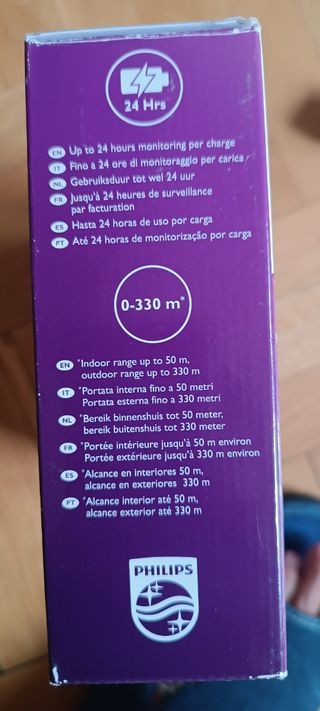 24 Hrs
EN Up to 24 hours monitoring per charge
IT Fino a 24 ore di monitoraggio per carica
NL Gebruiksduur tot wel 24 uur
FR Jusqu'à 24 heures de surveillance
par facturation
ES Hasta 24 horas de uso por carga
PT Até 24 horas de monitorização por carga
0-330 m*
EN *Indoor range up to 50 m,
outdoor range up to 330 m
IT *Portata interna fino a 50 metri
Portata esterna fino a 330 metri
NL *Bereik binnenshuis tot 50 meter,
bereik buitenshuis tot 330 meter
FR *Portée intérieure jusqu'à 50 m environ
Portée extérieure jusqu'à 330 m environ
ES *Alcance en interiores 50 m,
alcance en exteriores 330 m
PT *Alcance interior até 50 m,
alcance exterior até 330 m
PHILIPS